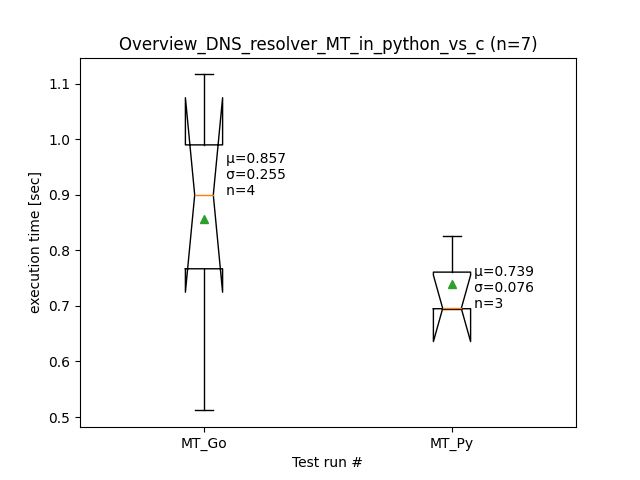 Overview_DNS_resolver_MT_in_python_vs_c (n=7)
execution time [sec]
1.1
1.0
0.9
0.8
0.7
0.6
0.5
μ=0.857
σ=0.255
n=4
μ=0.739
σ=0.076
n=3
MT_Go
MT_Py
Test run #